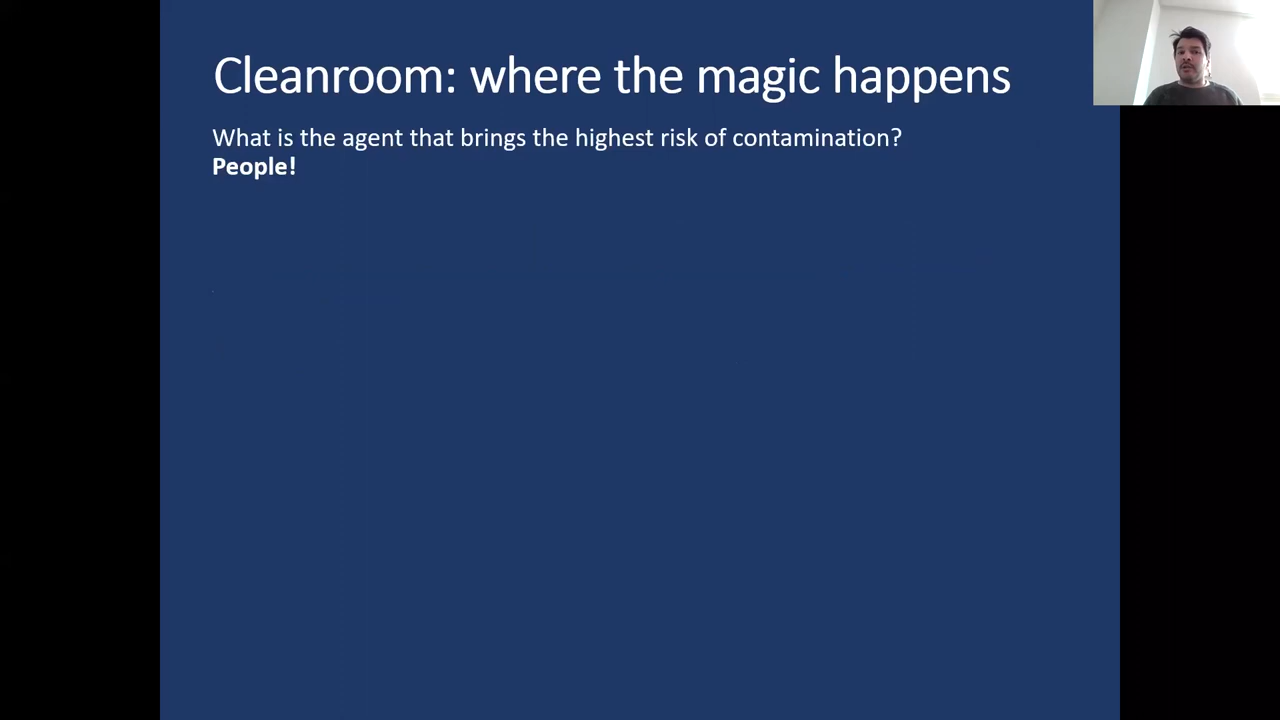 Cleanroom: where the magic happens
What is the agent that brings the highest risk of contamination?
People!